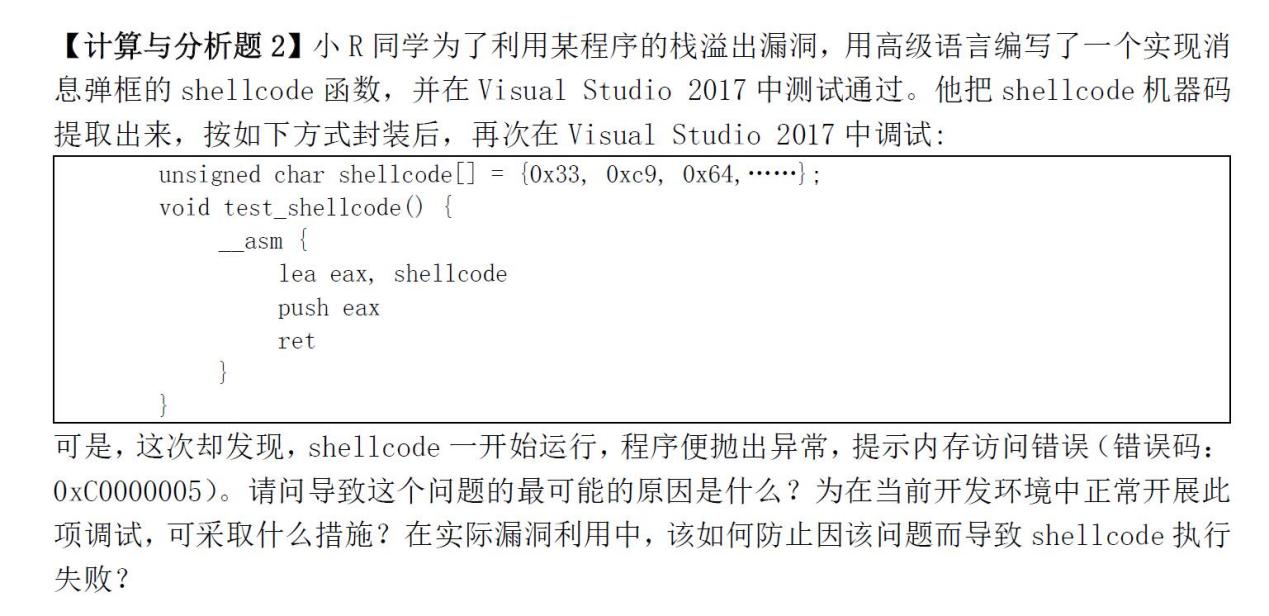 【计算与分析题 2】小 R 同学为了利用某程序的栈溢出漏洞，用高级语言编写了一个实现消
息弹框的 shellcode 函数，并在 Visual Studio 2017 中测试通过。他把 shellcode 机器码
提取出来，按如下方式封装后，再次在 Visual Studio 2017 中调试：
unsigned char shellcode[] = {0x33, 0xc9, 0x64,……};
void test_shellcode() {
__asm {
lea eax, shellcode
push eax
ret
}
}
可是，这次却发现，shellcode 一开始运行，程序便抛出异常，提示内存访问错误（错误码：
0xC0000005）。请问导致这个问题的最可能的原因是什么？为在当前开发环境中正常开展此
项调试，可采取什么措施？在实际漏洞利用中，该如何防止因该问题而导致 shellcode 执行
失败？